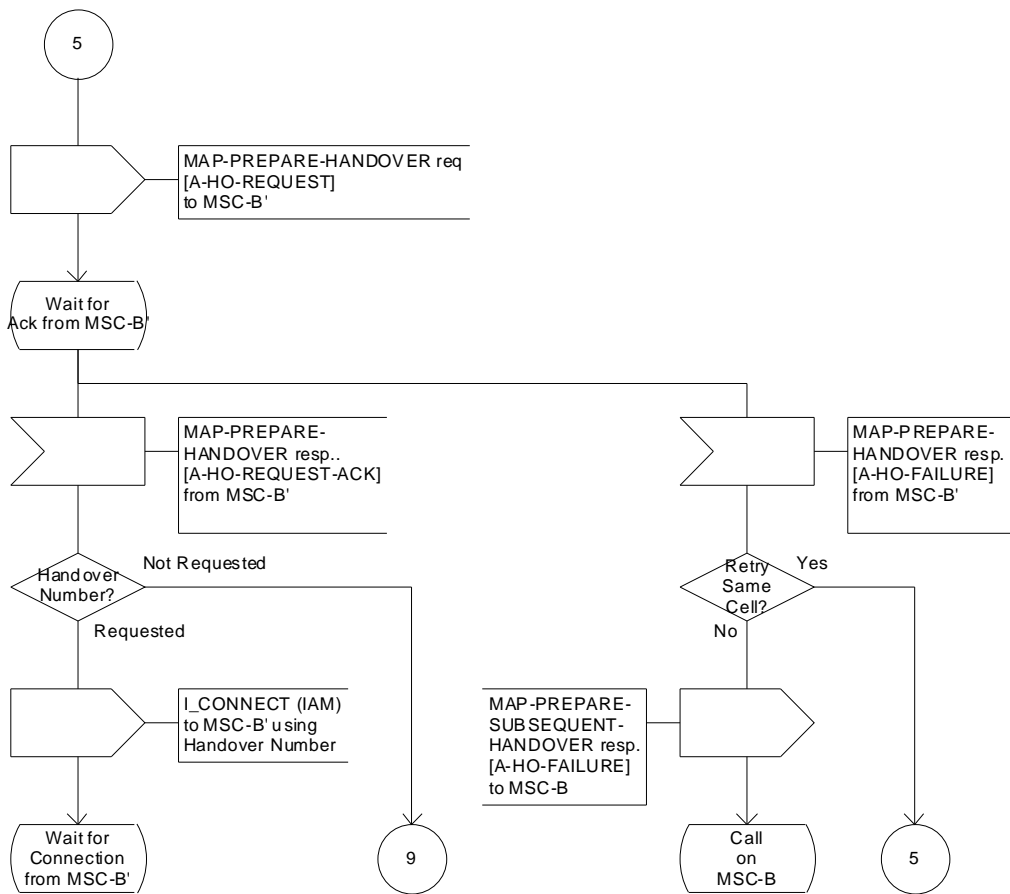 5
MAP-PREPARE-HANDOVER req
[A-HO-REQUEST]
to MSC-B'
Wait for
Ack from MSC-B'
MAP-PREPARE-
HANDOVER resp..
[A-HO-REQUEST-ACK]
from MSC-B'
MAP-PREPARE-
HANDOVER resp.
[A-HO-FAILURE]
from MSC-B'
Handover
Number?
Not Requested
Requested
Retry
Same
Cell?
Yes
No
I_CONNECT (IAM)
to MSC-B' using
Handover Number
MAP-PREPARE-
SUBSEQUENT-
HANDOVER resp.
[A-HO-FAILURE]
to MSC-B
Wait for
Connection
from MSC-B'
9
Call
on
MSC-B
5